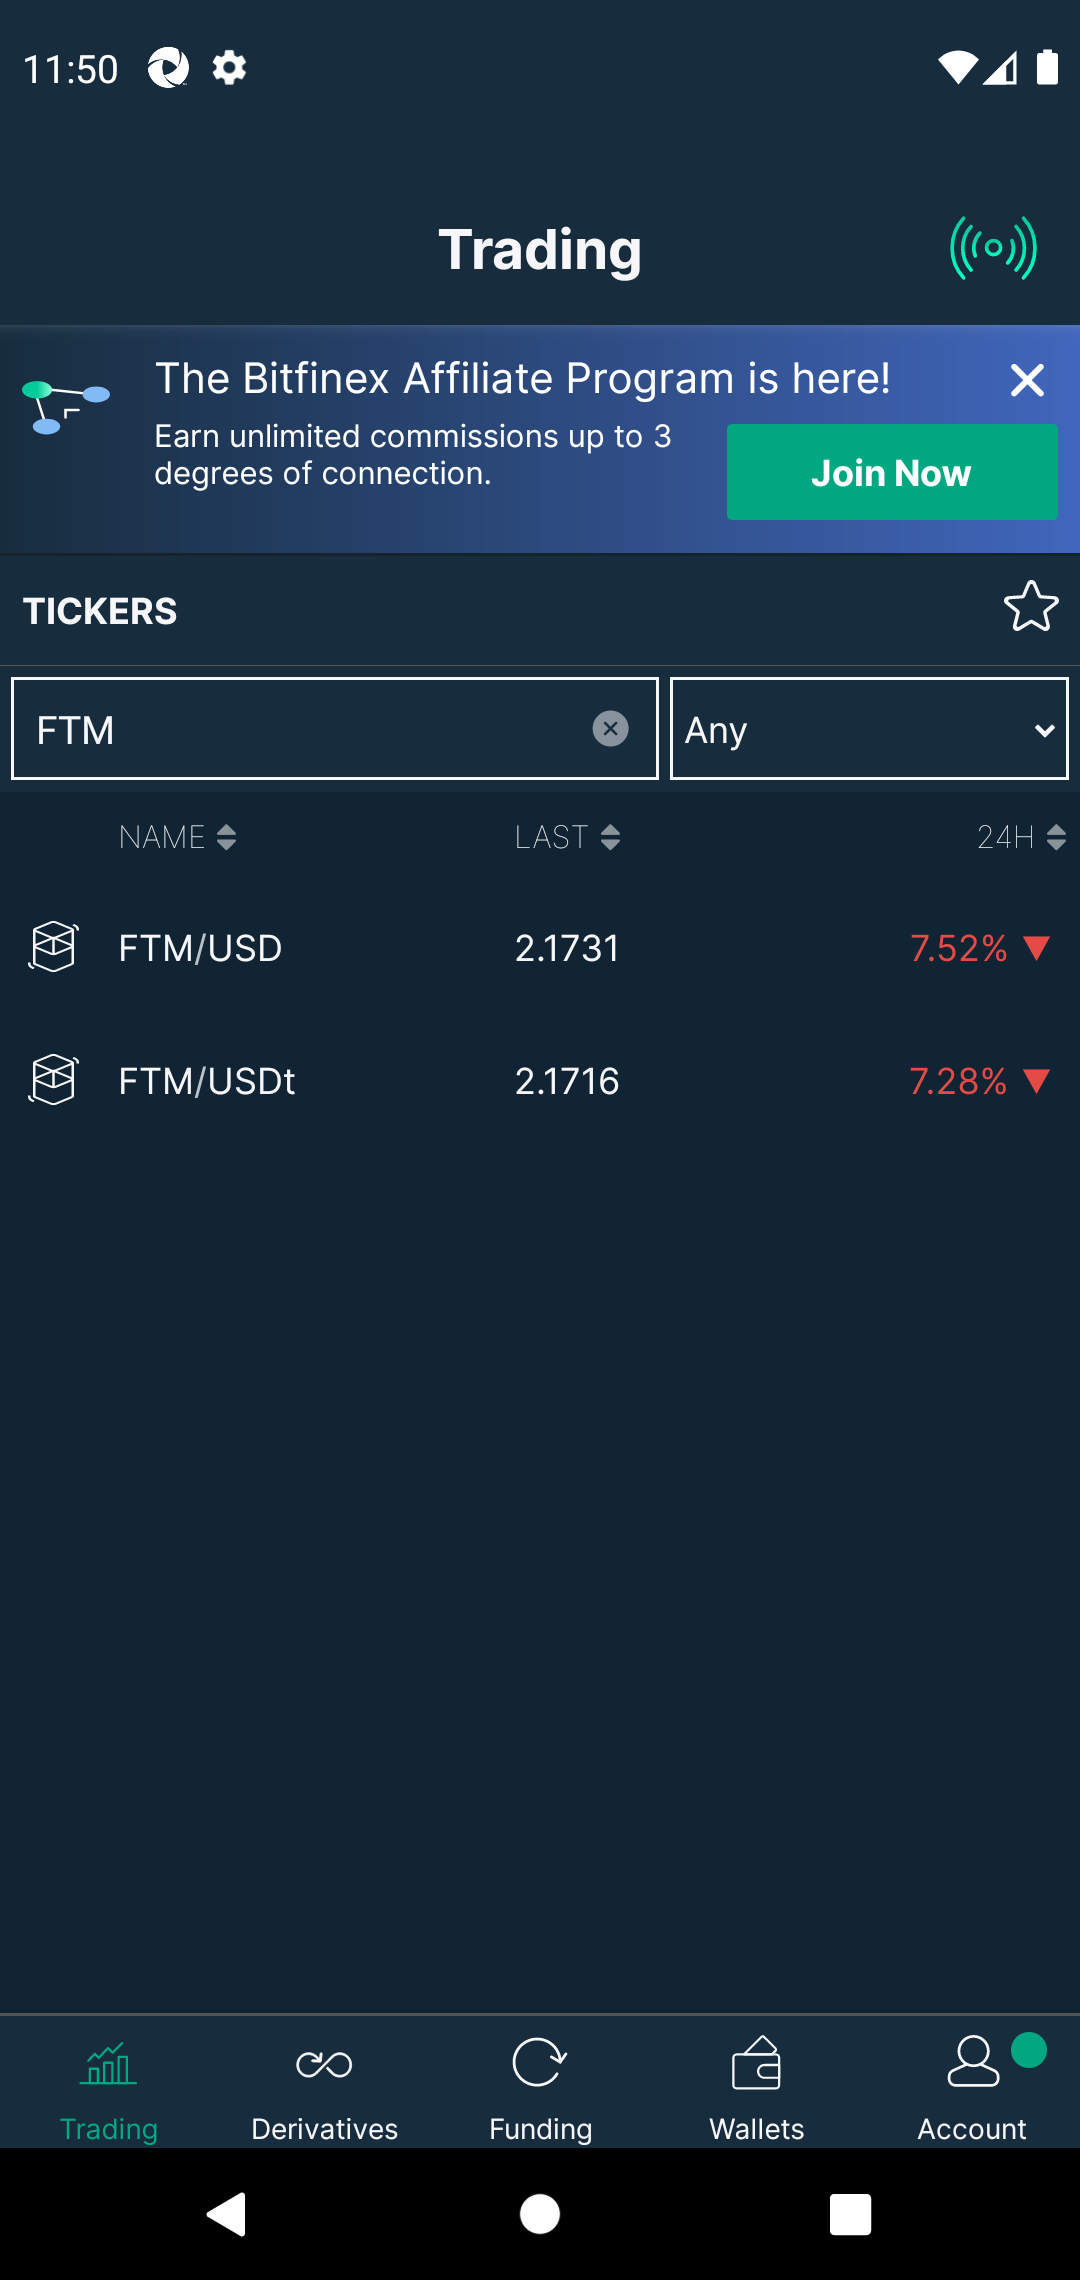 11:50
Trading
The Bitfinex Affiliate Program is here!
Earn unlimited commissions up to 3
degrees of connection.
Join Now
TICKERS
FTM
Any
NAME LAST 24H
FTM/USD 2.1731 7.52%
FTM/USDt 2.1716 7.28%
Trading Derivatives Funding Wallets Account